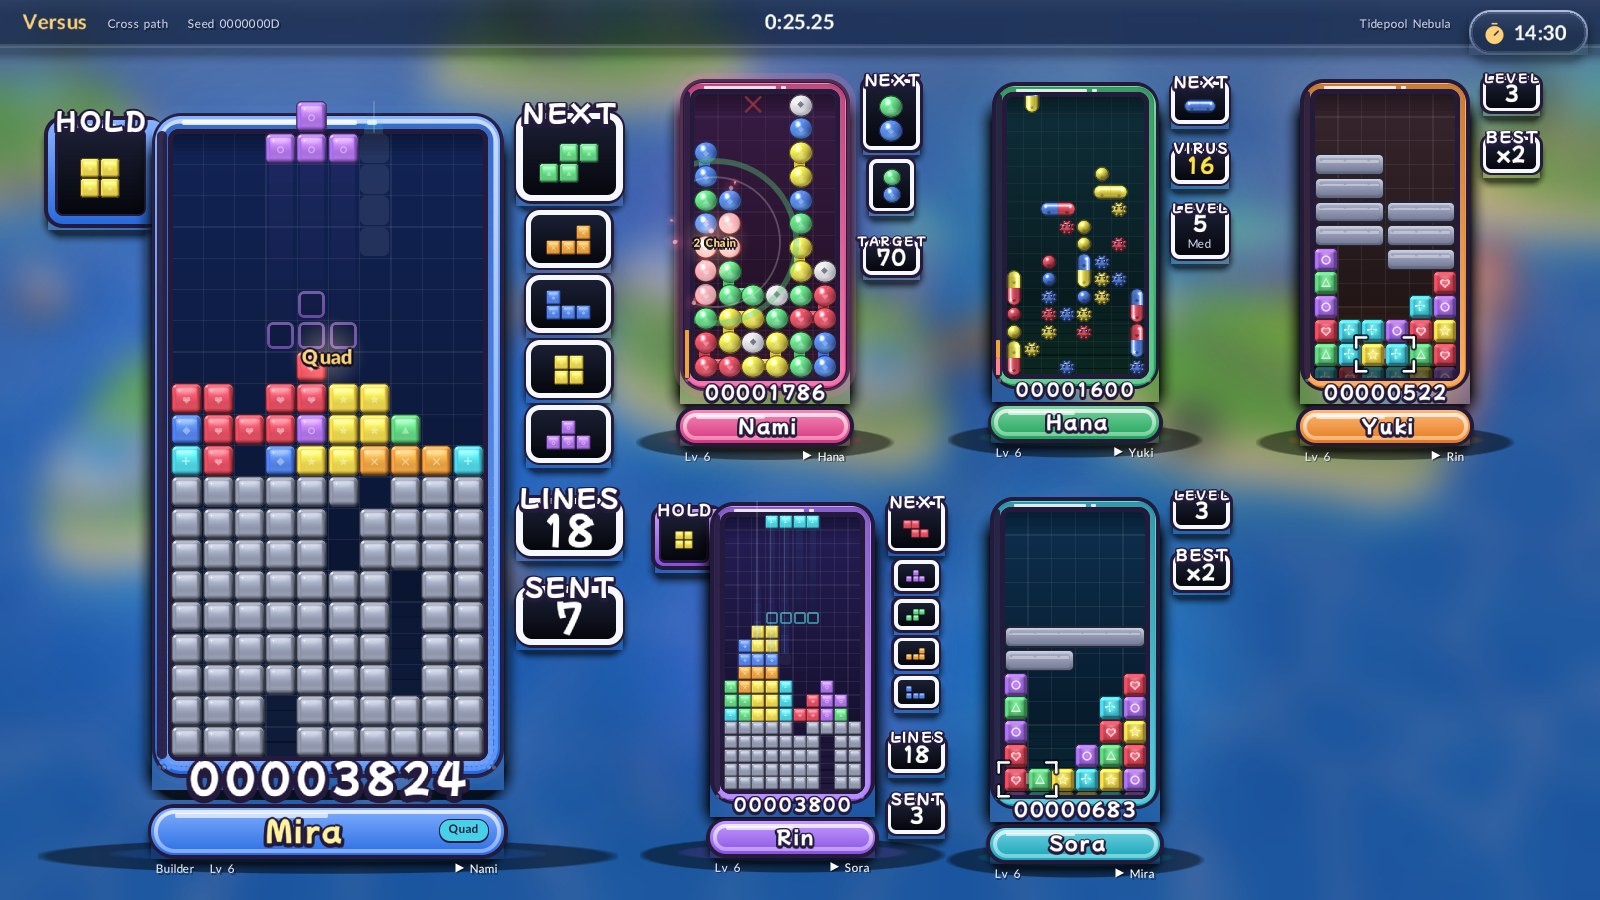 Versus Cross path Seed 0000000D
0:25.25
Tidepool Nebula
14:30
HOLD
NEXT
Quad
LINES
18
SENT
7
00003824
Mira
Quad
Builder Lv 6
▶ Nami
NEXT
2 Chain
TARGET
70
00001786
Nami
Lv 6
▶ Hana
NEXT
VIRUS
16
LEVEL
5
Med
00001600
Hana
Lv 6
▶ Yuki
LEVEL
3
BEST
×2
00000522
Yuki
Lv 6
▶ Rin
HOLD
NEXT
LINES
18
SENT
3
00003800
Rin
Lv 6
▶ Sora
LEVEL
3
BEST
×2
00000683
Sora
Lv 6
▶ Mira